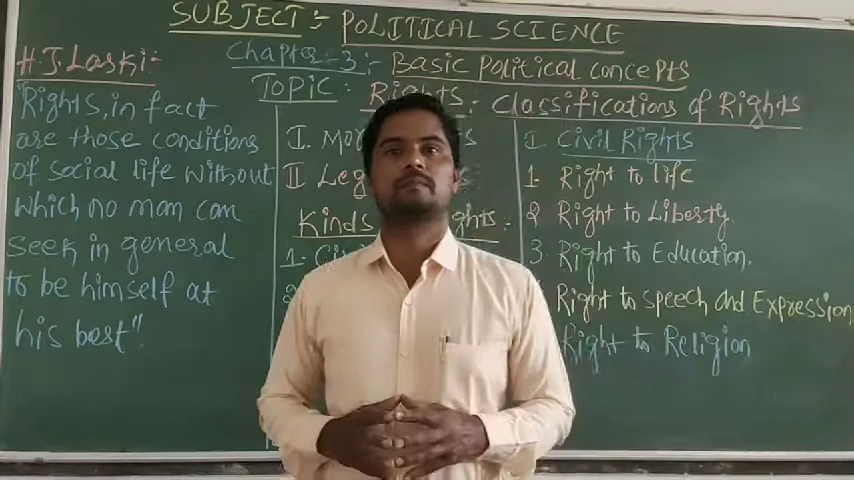 SUBJECT :- POLITICAL SCIENCE
Chapter - 3 :- BASIC POLITICAL CONCEPTS
TOPIC : Rights :- Classifications of Rights
H.J. Laski :-
"Rights, in fact
are those conditions
of social life without
which no man can
seek in general
to be himself at
his best".
I.
II
Kinds
1.
I. CIVIL RIGHTS
1 Right to life
2 Right to Liberty
3. Right to Education,
Right to speech and Expression
Right to Religion